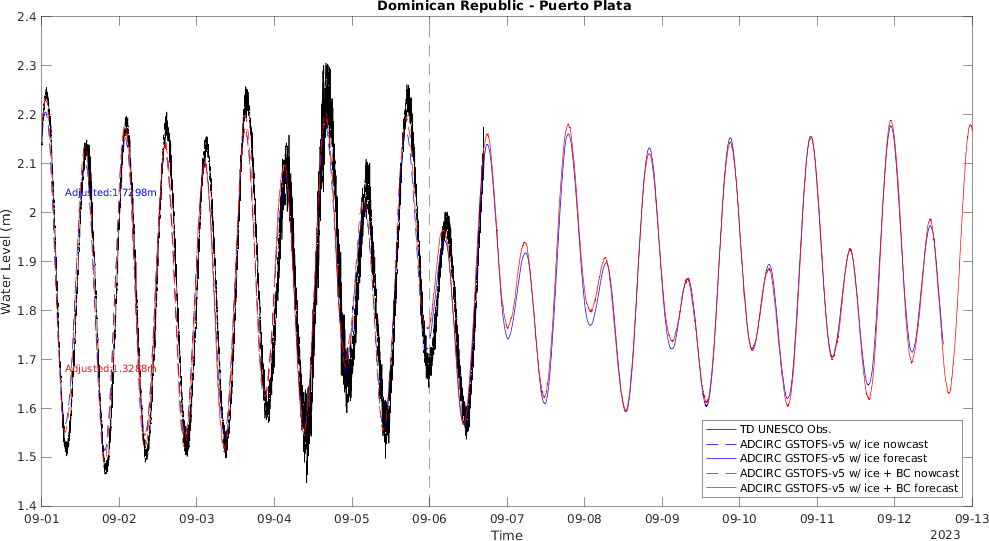 Dominican Republic - Puerto Plata
2.4
2.3
2.2
2.1
2
1.9
1.8
1.7
1.6
1.5
1.4
Water Level (m)
Adjusted:1.7298m
Adjusted:1.3288m
TD UNESCO Obs.
ADCIRC GSTOFS-v5 w/ ice nowcast
ADCIRC GSTOFS-v5 w/ ice forecast
ADCIRC GSTOFS-v5 w/ ice + BC nowcast
ADCIRC GSTOFS-v5 w/ ice + BC forecast
09-01 09-02 09-03 09-04 09-05 09-06 09-07 09-08 09-09 09-10 09-11 09-12 09-13
Time
2023